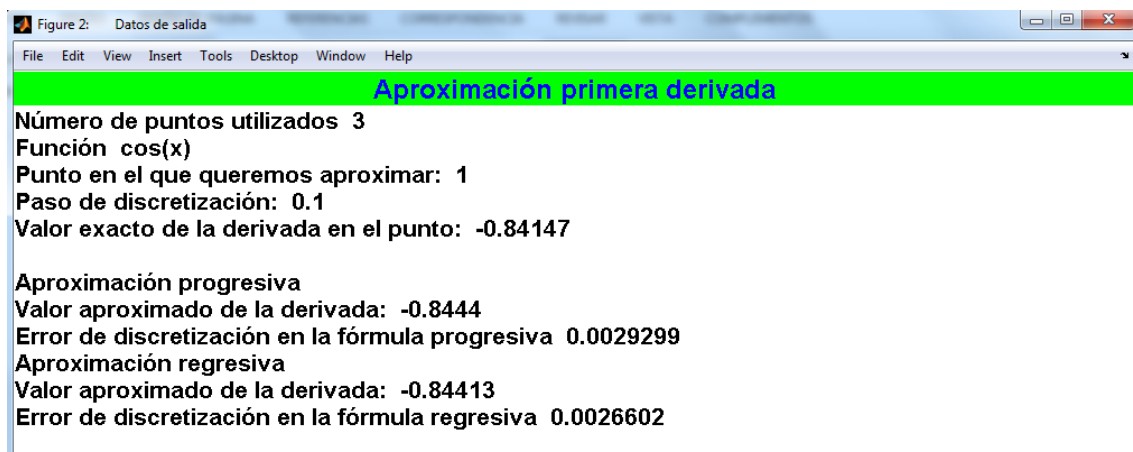 Figure 2: Datos de salida
File Edit View Insert Tools Desktop Window Help
Aproximación primera derivada
Número de puntos utilizados 3
Función cos(x)
Punto en el que queremos aproximar: 1
Paso de discretización: 0.1
Valor exacto de la derivada en el punto: -0.84147
Aproximación progresiva
Valor aproximado de la derivada: -0.8444
Error de discretización en la fórmula progresiva 0.0029299
Aproximación regresiva
Valor aproximado de la derivada: -0.84413
Error de discretización en la fórmula regresiva 0.0026602